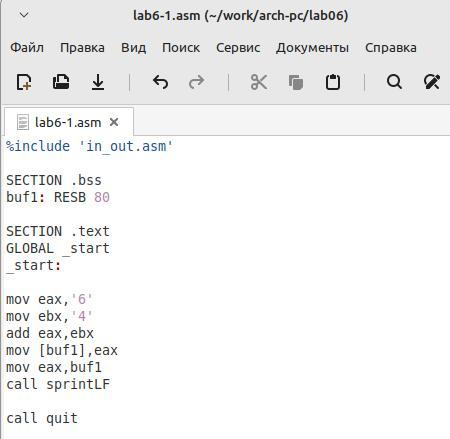 lab6-1.asm (~/work/arch-pc/lab06)
Файл Правка Вид Поиск Сервис Документы Справка
lab6-1.asm
%include 'in_out.asm'
SECTION .bss
buf1: RESB 80
SECTION .text
GLOBAL _start
_start:
mov eax,'6'
mov ebx,'4'
add eax,ebx
mov [buf1],eax
mov eax,buf1
call sprintLF
call quit